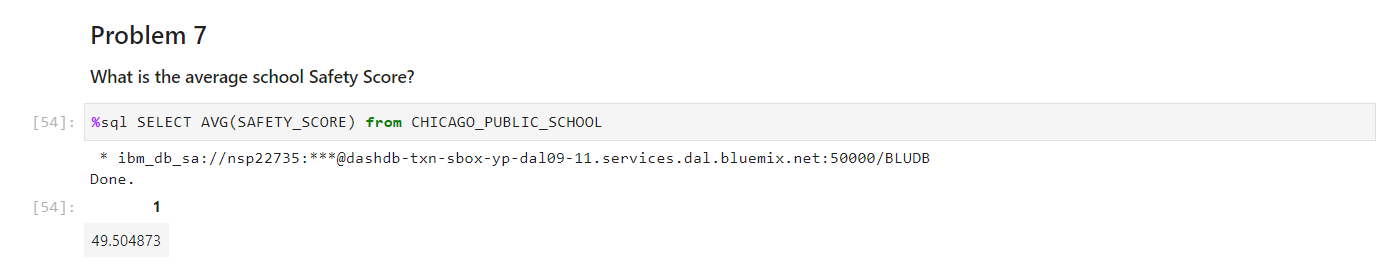 Problem 7
What is the average school Safety Score?
[54]: %sql SELECT AVG(SAFETY_SCORE) from CHICAGO_PUBLIC_SCHOOL
* ibm_db_sa://nsp22735:***@dashdb-txn-sbox-yp-dal09-11.services.dal.bluemix.net:50000/BLUDB
Done.
[54]: 1
49.504873